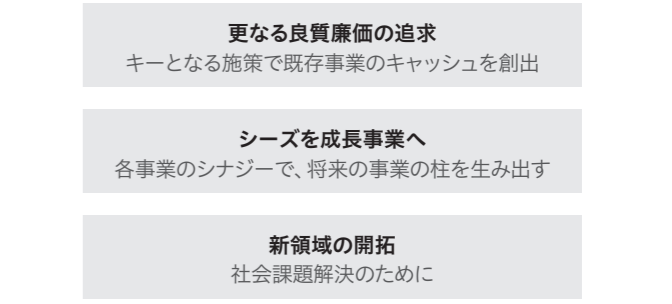 更なる良質廉価の追求
キーとなる施策で既存事業のキャッシュを創出
シーズを成長事業へ
各事業のシナジーで、将来の事業の柱を生み出す
新領域の開拓
社会課題解決のために